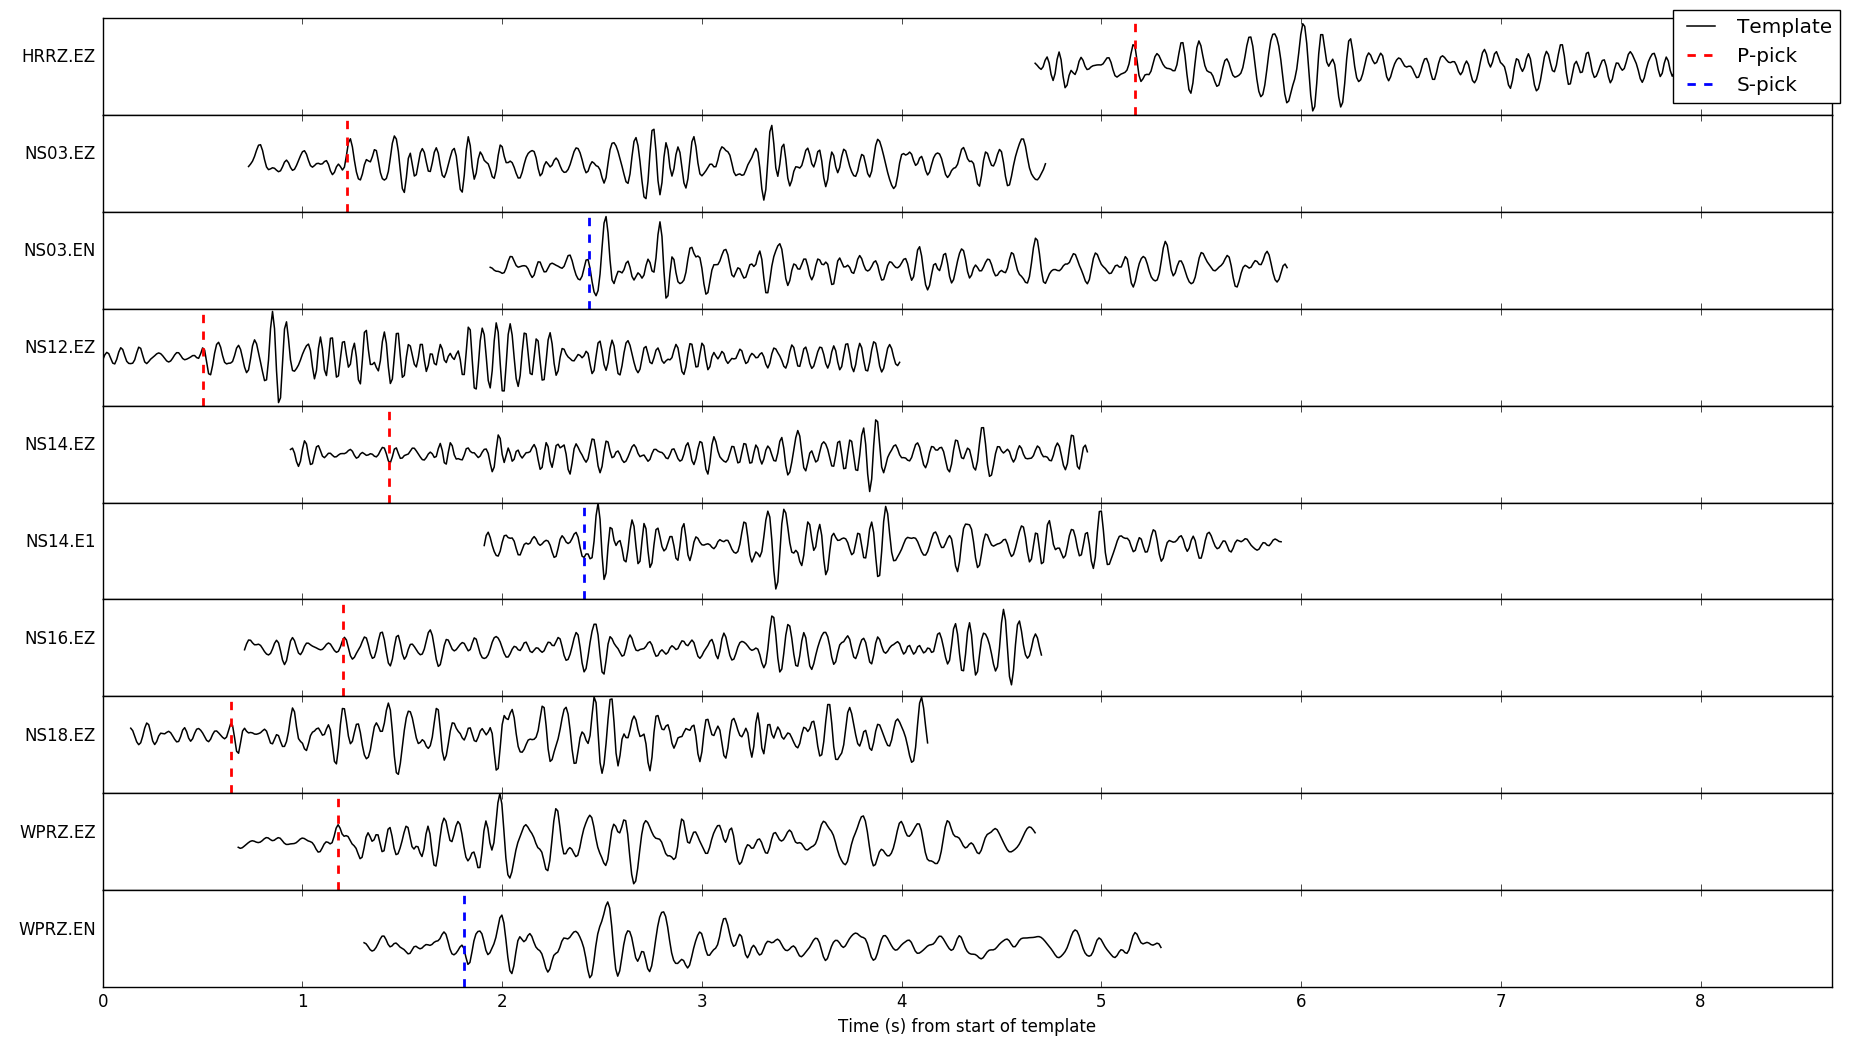 HRRZ.EZ
Template
P-pick
S-pick
NS03.EZ
NS03.EN
NS12.EZ
NS14.EZ
NS14.E1
NS16.EZ
NS18.EZ
WPRZ.EZ
WPRZ.EN
0 1 2 3 4 5 6 7 8
Time (s) from start of template